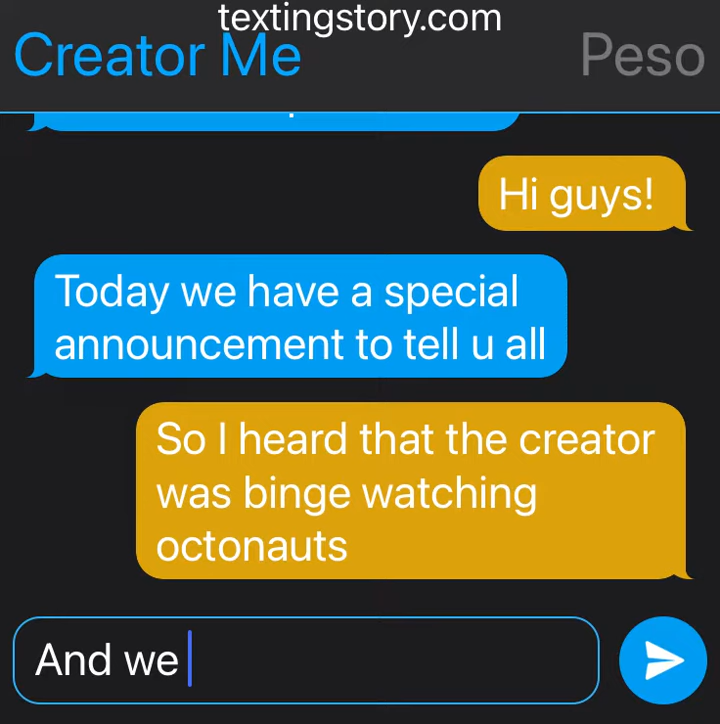 textingstory.com
Creator Me
Peso
Hi guys!
Today we have a special
announcement to tell u all
So I heard that the creator
was binge watching
octonauts
And we